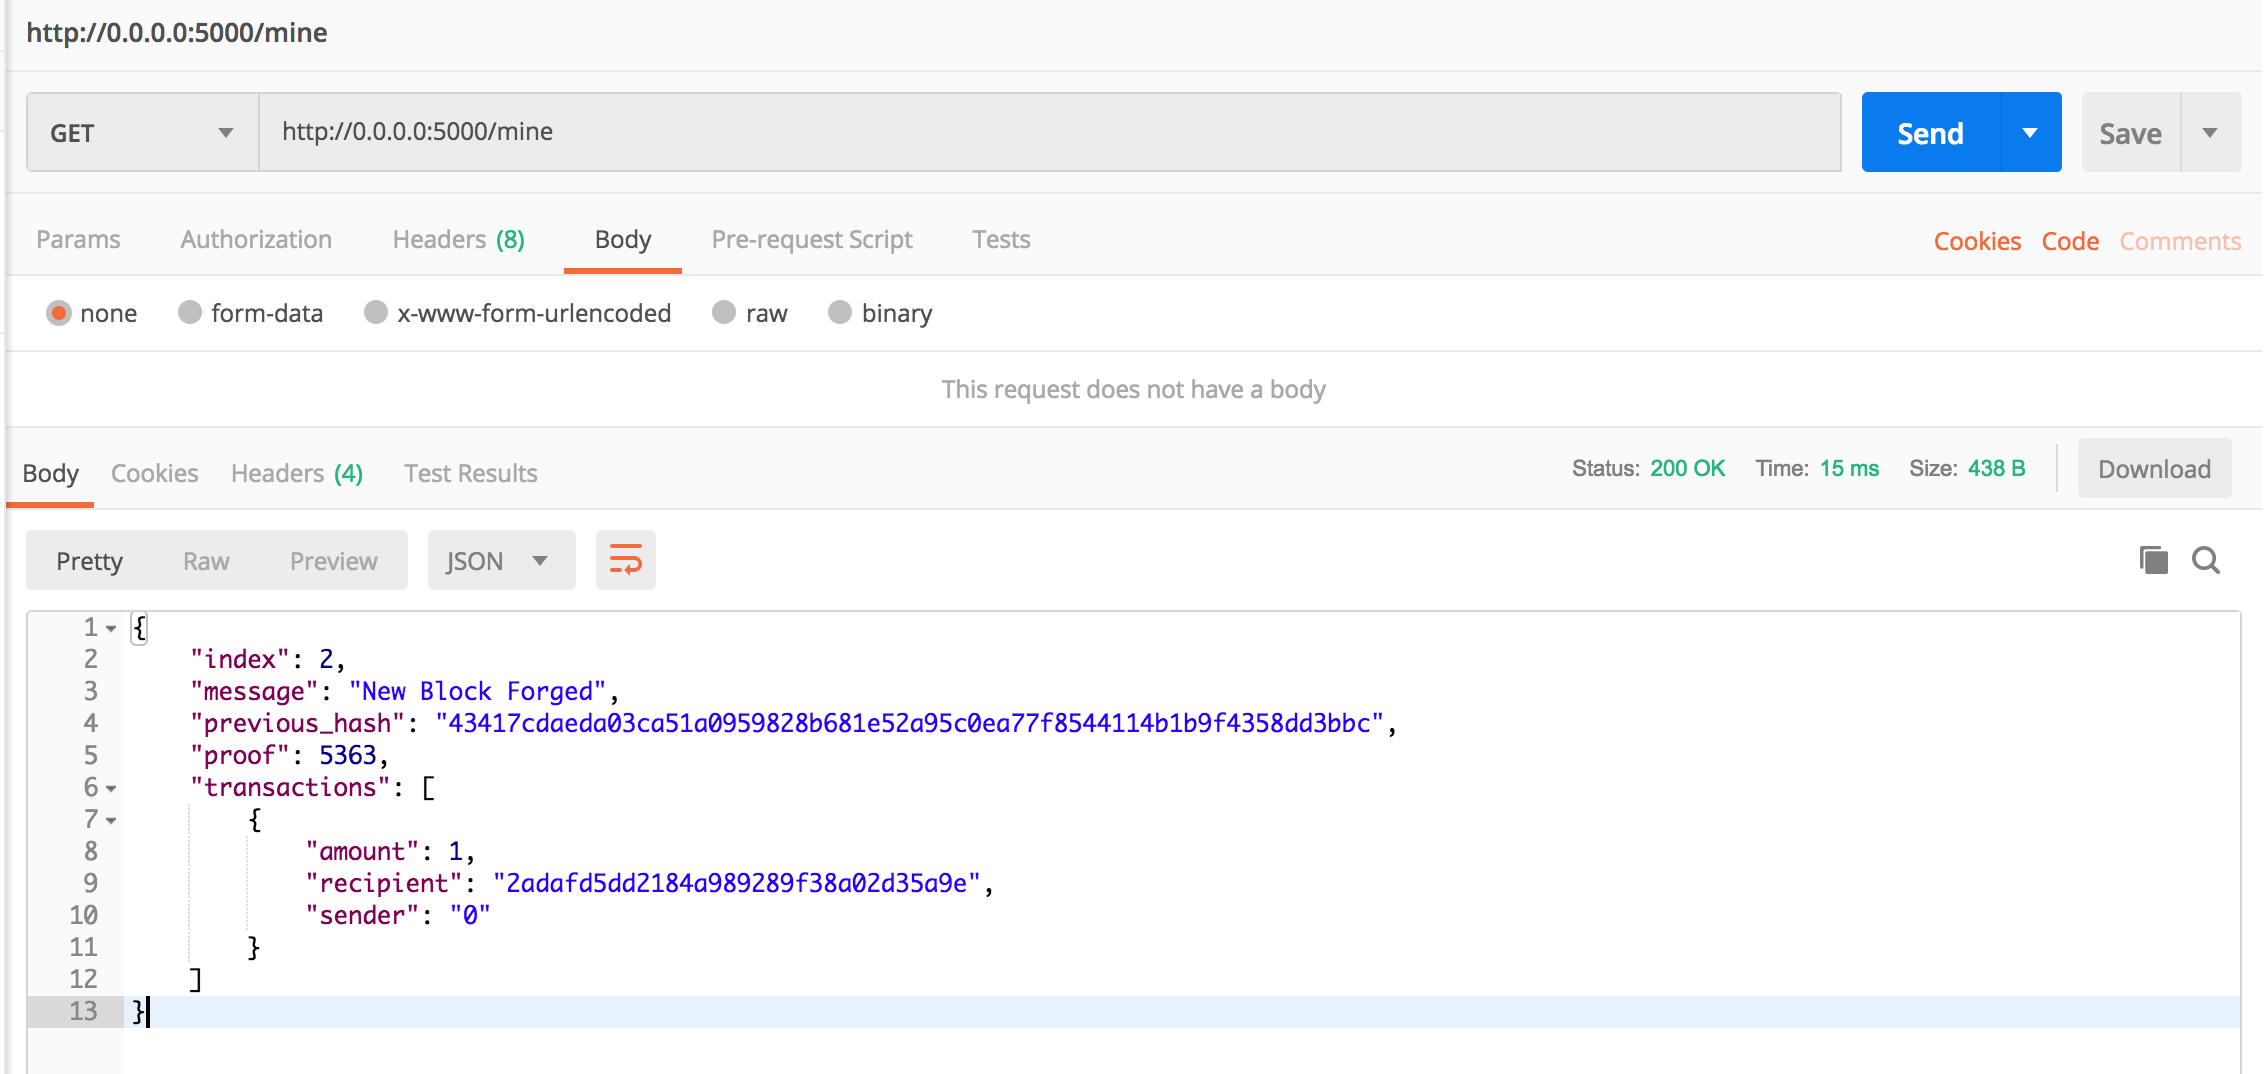 http://0.0.0.0:5000/mine
GET http://0.0.0.0:5000/mine Send Save
Params Authorization Headers (8) Body Pre-request Script Tests Cookies Code Comments
none form-data x-www-form-urlencoded raw binary
This request does not have a body
Body Cookies Headers (4) Test Results Status: 200 OK Time: 15 ms Size: 438 B Download
Pretty Raw Preview JSON
1 {
2 "index": 2,
3 "message": "New Block Forged",
4 "previous_hash": "43417cdaeda03ca51a0959828b681e52a95c0ea77f8544114b1b9f4358dd3bbc",
5 "proof": 5363,
6 "transactions": [
7 {
8 "amount": 1,
9 "recipient": "2adafd5dd2184a989289f38a02d35a9e",
10 "sender": "0"
11 }
12 ]
13 }